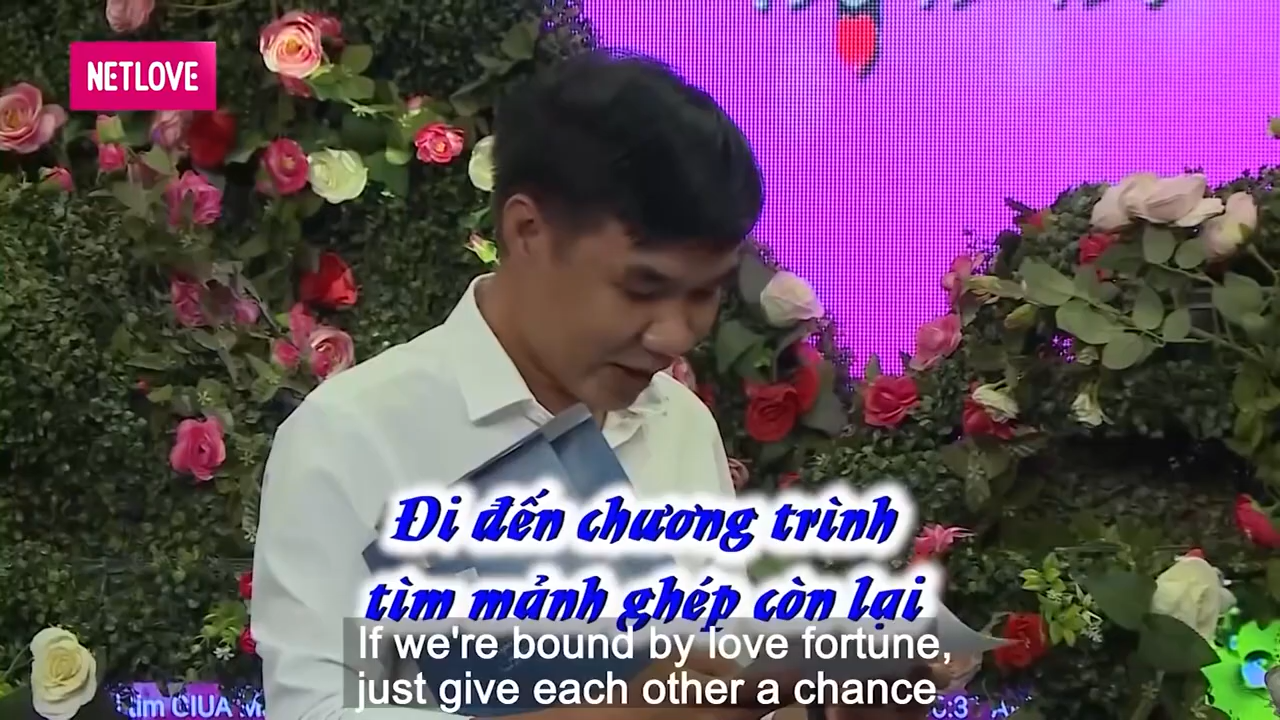 NETLOVE
Đi đến chương trình
tìm mảnh ghép còn lại
If we're bound by love fortune,
just give each other a chance